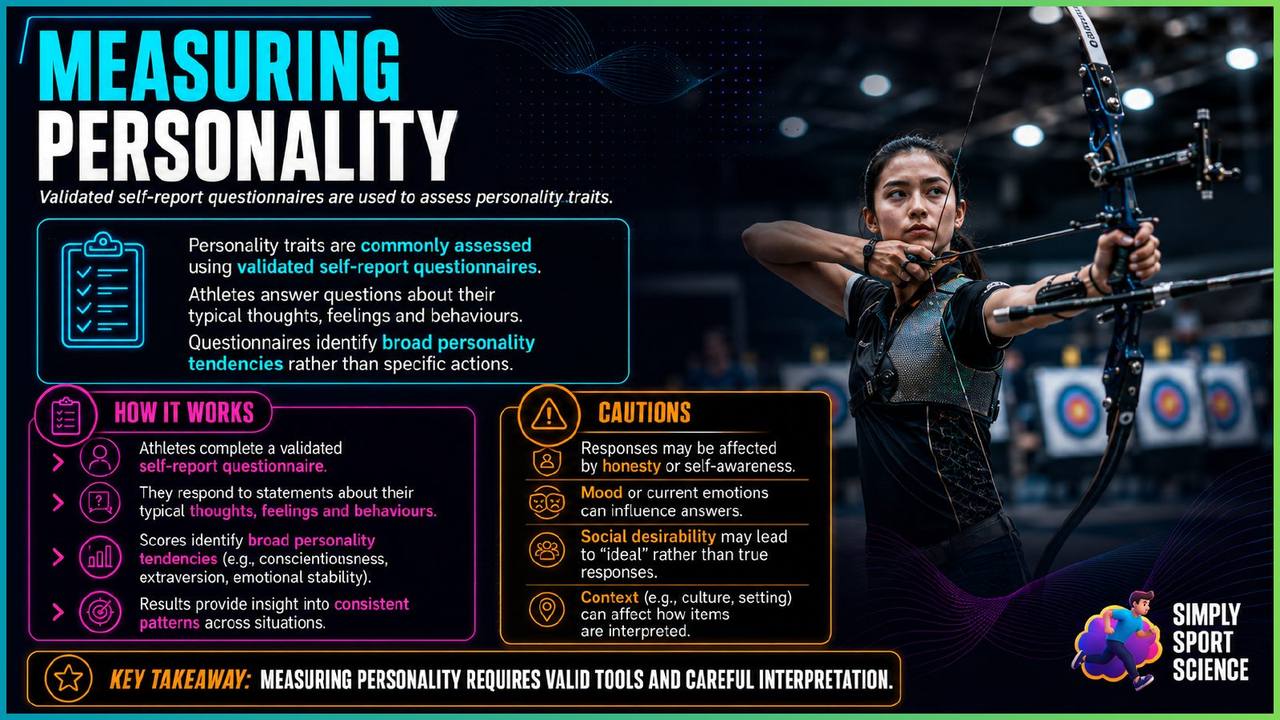 MEASURING
PERSONALITY
Validated self-report questionnaires are used to assess personality traits.
Personality traits are commonly assessed
using validated self-report questionnaires.
Athletes answer questions about their
typical thoughts, feelings and behaviours.
Questionnaires identify broad personality
tendencies rather than specific actions.
HOW IT WORKS
Athletes complete a validated
self-report questionnaire.
They respond to statements about their
typical thoughts, feelings and behaviours.
Scores identify broad personality
tendencies (e.g., conscientiousness,
extraversion, emotional stability).
Results provide insight into consistent
patterns across situations.
CAUTIONS
Responses may be affected
by honesty or self-awareness.
Mood or current emotions
can influence answers.
Social desirability may lead
to “ideal” rather than true
responses.
Context (e.g., culture, setting)
can affect how items
are interpreted.
KEY TAKEAWAY: MEASURING PERSONALITY REQUIRES VALID TOOLS AND CAREFUL INTERPRETATION.
SIMPLY
SPORT
SCIENCE